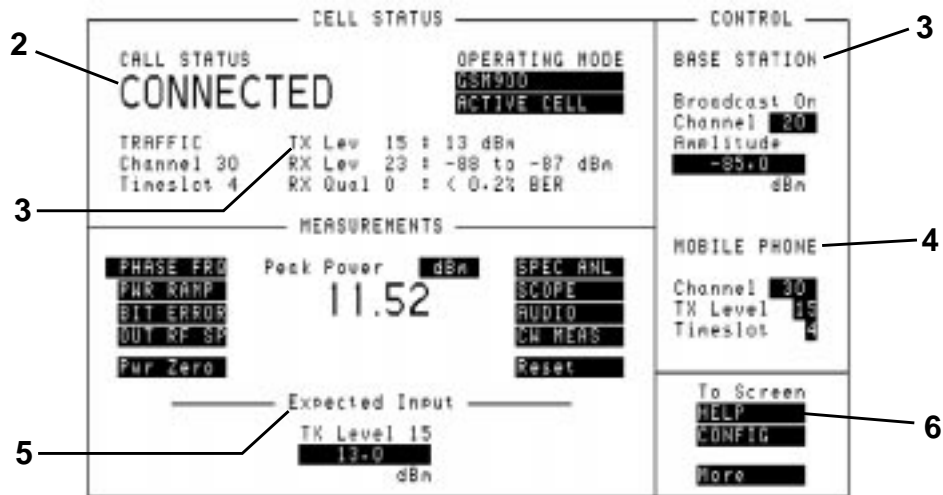 CELL STATUS
CALL STATUS
CONNECTED
OPERATING MODE
GSM900
ACTIVE CELL
TRAFFIC
Channel 30
Timeslot 4
TX Lev 15 : 13 dBm
RX Lev 23 : -88 to -87 dBm
RX Qual 0 : < 0.2% BER
MEASUREMENTS
PHASE FRQ
PWR RAMP
BIT ERROR
OUT RF SP
Pwr Zero
Peak Power dBm
11.52
SPEC ANL
SCOPE
AUDIO
CW MEAS
Reset
Expected Input
TX Level 15
13.0
dBm
CONTROL
BASE STATION
Broadcast On
Channel 20
Amplitude
-85.0
dBm
MOBILE PHONE
Channel 30
TX Level 15
Timeslot 4
To Screen
HELP
CONFIG
More
2
3
5
3
4
6